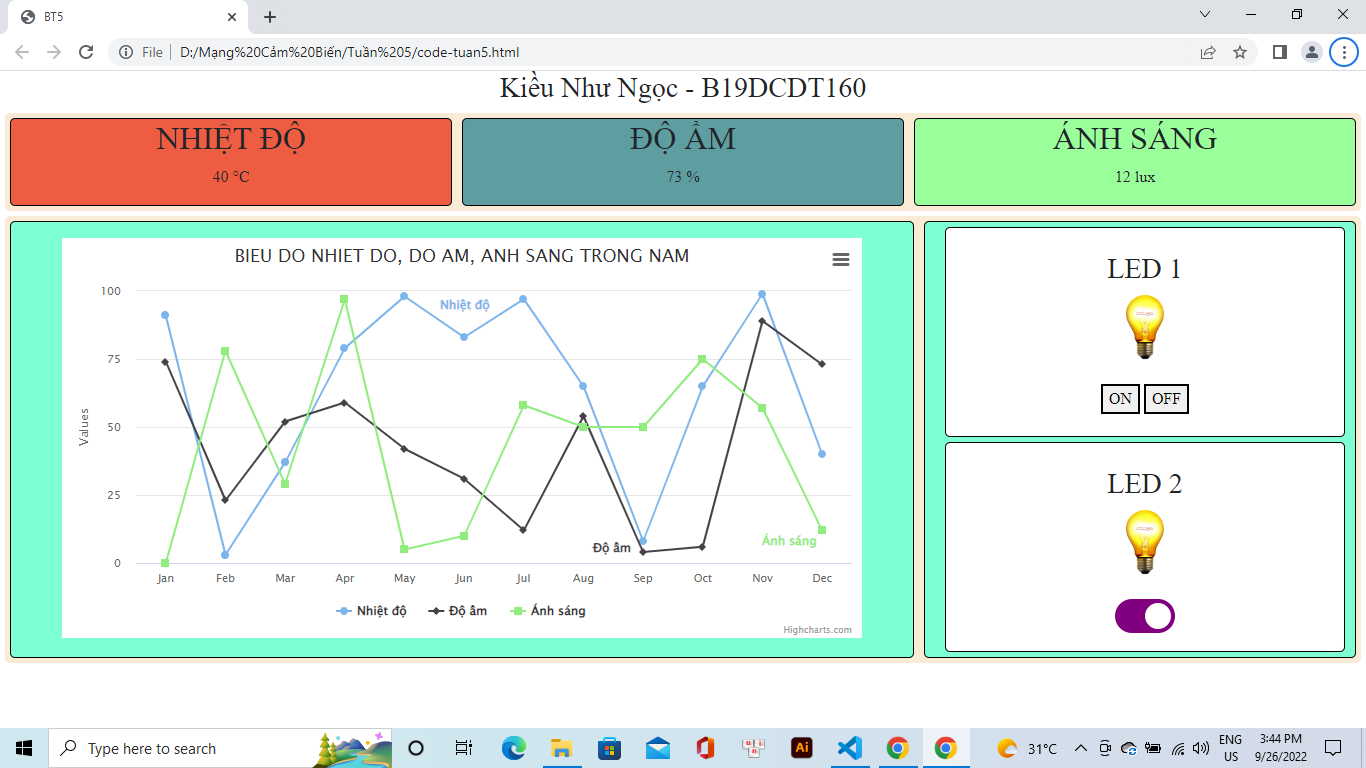 BT5
File D:/Mạng%20Cảm%20Biến/Tuần%205/code-tuan5.html
Kiều Như Ngọc - B19DCDT160
NHIỆT ĐỘ
40 °C
ĐỘ ẨM
73 %
ÁNH SÁNG
12 lux
BIEU DO NHIET DO, DO AM, ANH SANG TRONG NAM
Values
100
75
50
25
0
Nhiệt độ
Độ âm
Ánh sáng
Jan Feb Mar Apr May Jun Jul Aug Sep Oct Nov Dec
Nhiệt độ Độ âm Ánh sáng
Highcharts.com
LED 1
ON OFF
LED 2
Type here to search
Ai
31°C
ENG
US
3:44 PM
9/26/2022